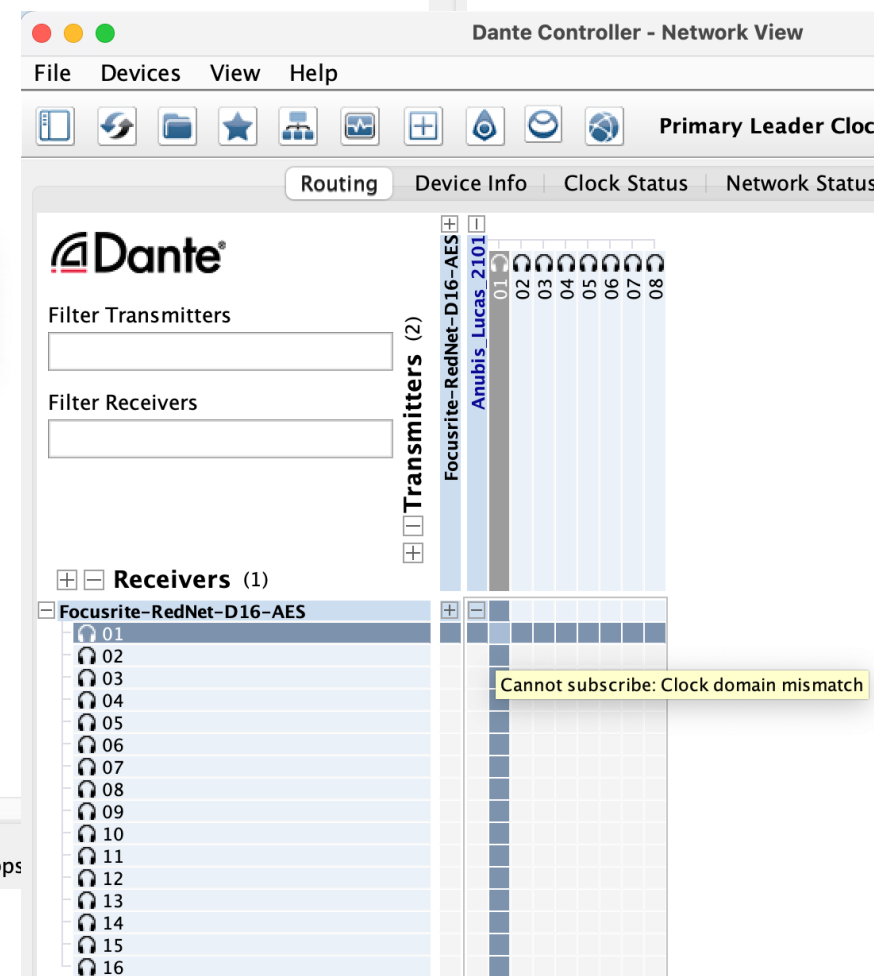 Dante Controller - Network View
File Devices View Help
Primary Leader Cloc
Routing Device Info Clock Status Network Status
Dante
Filter Transmitters
Filter Receivers
Transmitters (2)
Focusrite-RedNet-D16-AES
Anubis_Lucas_2101
01
02
03
04
05
06
07
08
Receivers (1)
Focusrite-RedNet-D16-AES
01
02
03
Cannot subscribe: Clock domain mismatch
04
05
06
07
08
09
10
11
12
13
14
15
16
ops